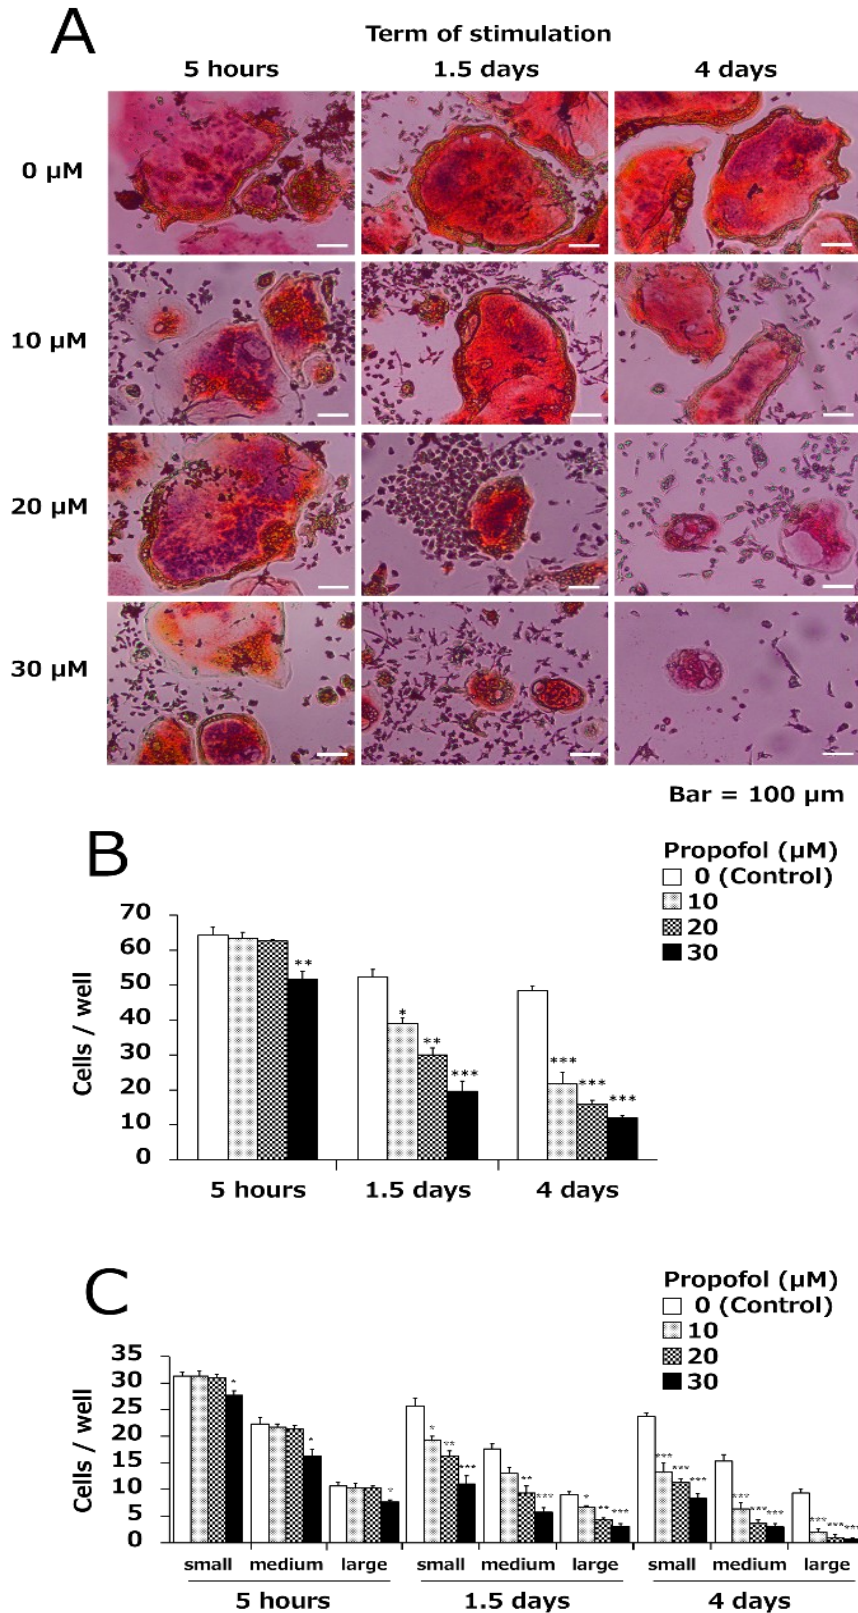 A
Term of stimulation
5 hours 1.5 days 4 days
0 μM
10 μM
20 μM
30 μM
Bar = 100 μm
B
Propofol (μM)
0 (Control)
10
20
30
70
60
50
40
30
20
10
0
Cells / well
**
*
**
***
***
***
***
5 hours 1.5 days 4 days
C
Propofol (μM)
0 (Control)
10
20
30
35
30
25
20
15
10
5
0
Cells / well
*
*
*
*
**
***
**
***
*
**
***
***
***
***
***
***
***
***
***
***
small medium large small medium large small medium large
5 hours 1.5 days 4 days